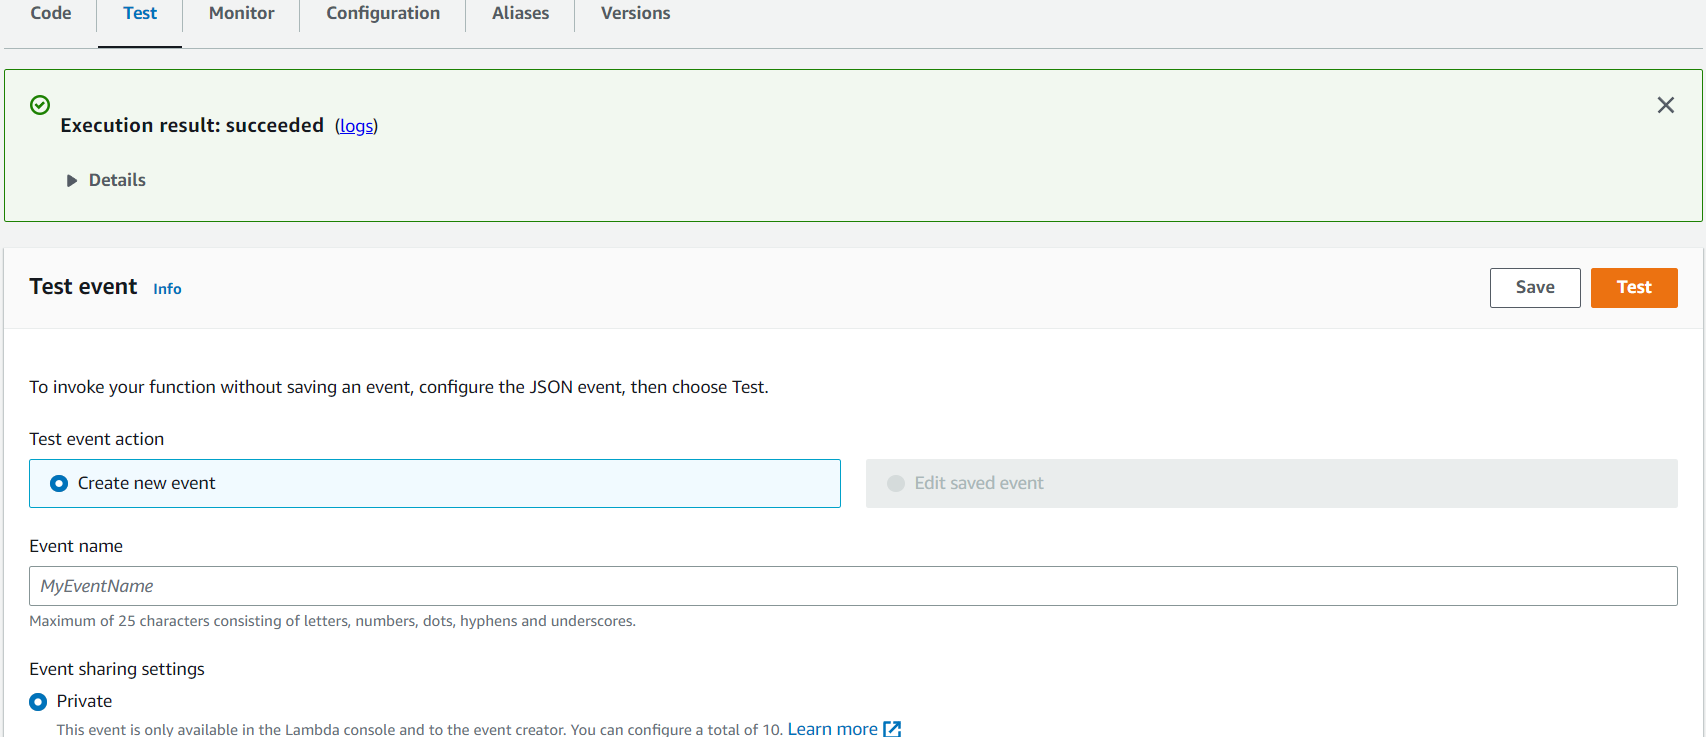 Code Test Monitor Configuration Aliases Versions
Execution result: succeeded (logs)
Details
Test event Info Save Test
To invoke your function without saving an event, configure the JSON event, then choose Test.
Test event action
Create new event Edit saved event
Event name
MyEventName
Maximum of 25 characters consisting of letters, numbers, dots, hyphens and underscores.
Event sharing settings
Private
This event is only available in the Lambda console and to the event creator. You can configure a total of 10. Learn more